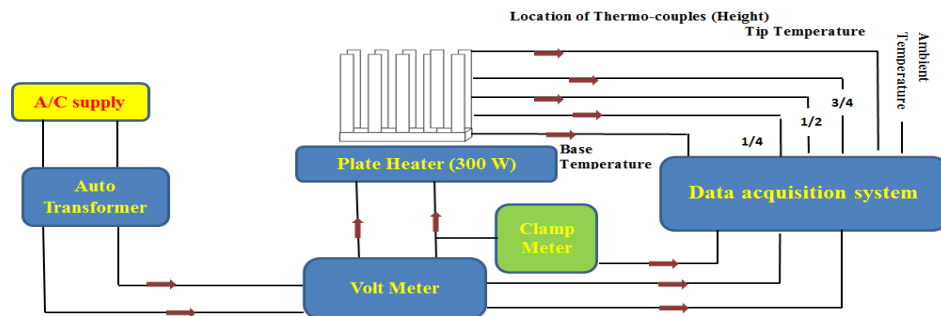 Location of Thermo-couples (Height)
Tip Temperature
Ambient
Temperature
A/C supply
3/4
1/2
1/4
Base
Temperature
Plate Heater (300 W)
Auto
Transformer
Data acquisition system
Clamp
Meter
Volt Meter